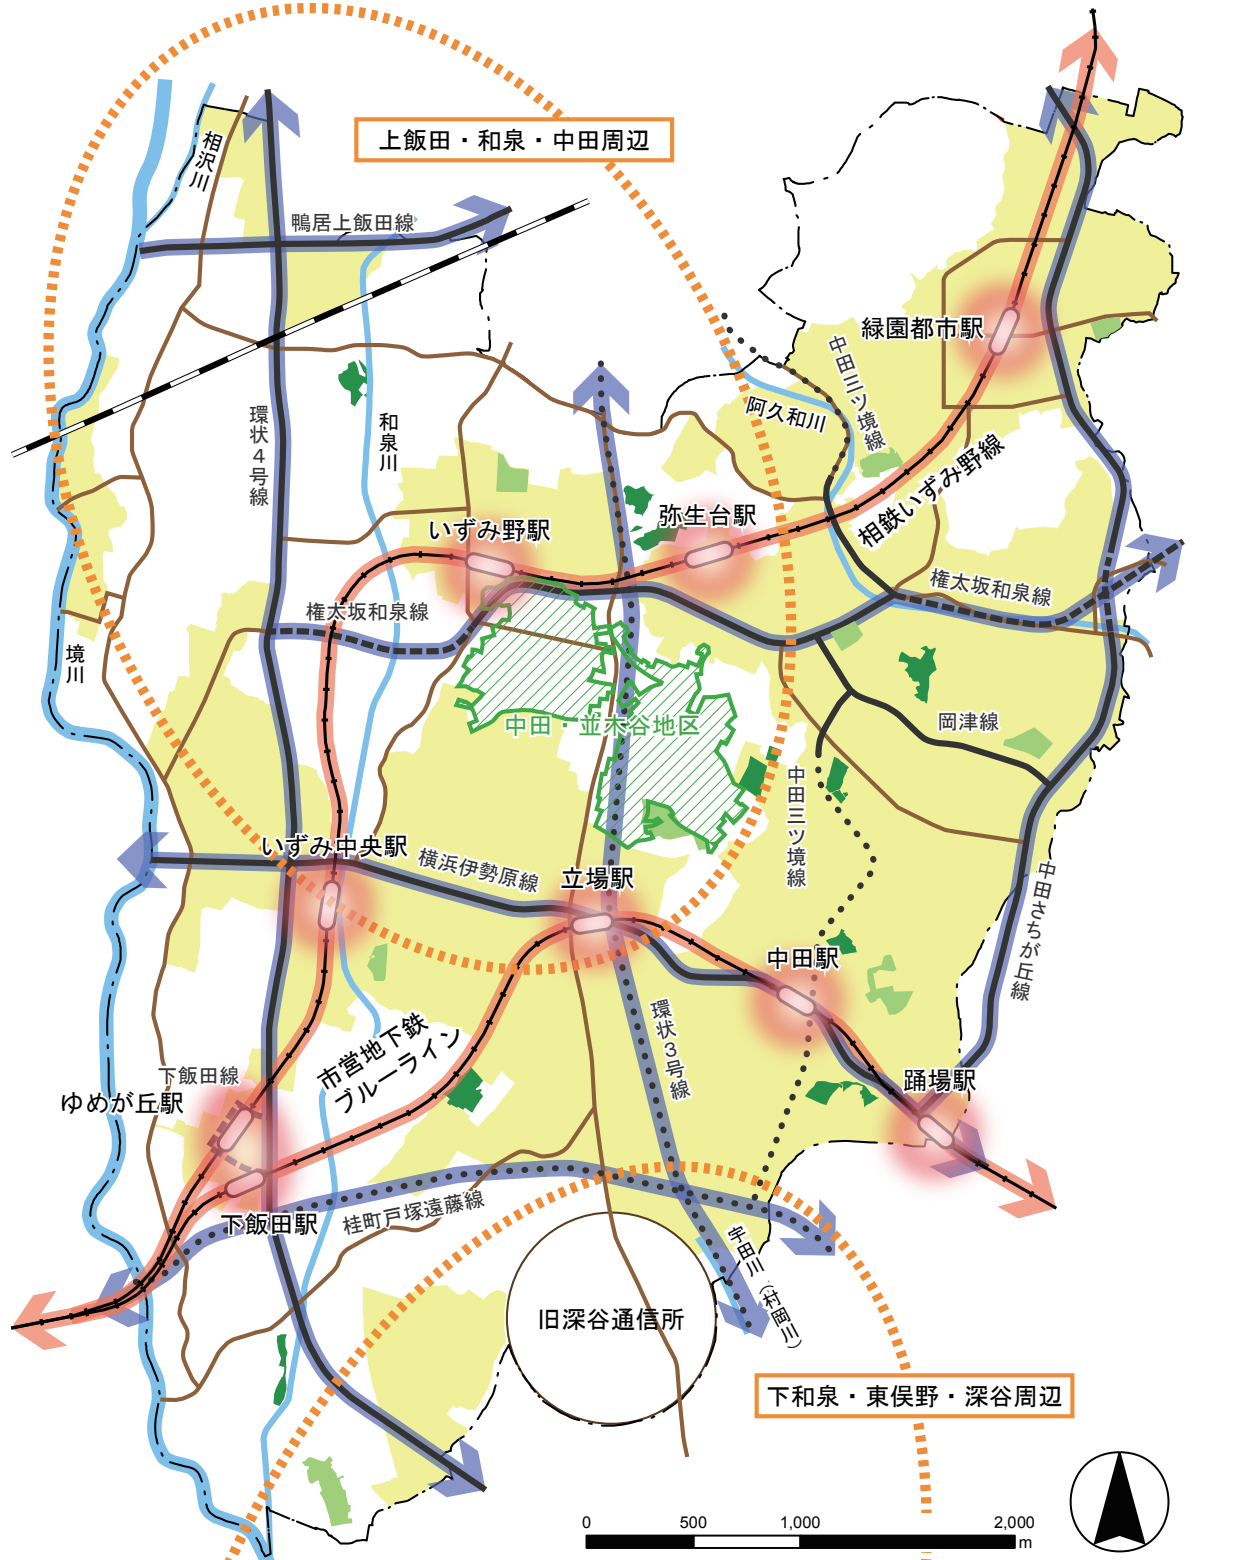 上飯田・和泉・中田周辺
相沢川
鴨居上飯田線
緑園都市駅
中田三ツ境線
阿久和川
環状４号線
和泉川
相鉄いずみ野線
弥生台駅
いずみ野駅
権太坂和泉線
権太坂和泉線
境川
中田・並木谷地区
岡津線
中田三ツ境線
いずみ中央駅
横浜伊勢原線
立場駅
中田さちが丘線
中田駅
環状３号線
市営地下鉄
ブルーライン
下飯田線
ゆめが丘駅
踊場駅
下飯田駅
桂町戸塚遠藤線
宇田川（村岡川）
旧深谷通信所
下和泉・東俣野・深谷周辺
0 500 1,000 2,000
m